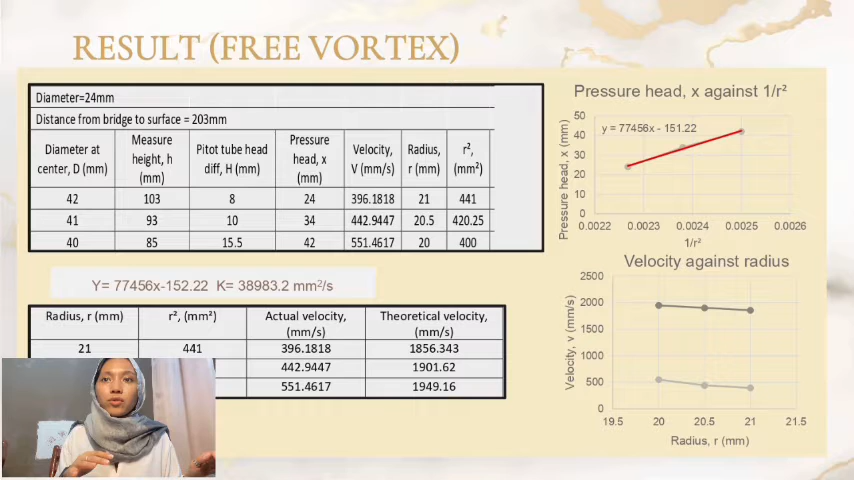 RESULT (FREE VORTEX)
Diameter=24mm
Distance from bridge to surface = 203mm
Diameter at center, D (mm) Measure height, h (mm) Pitot tube head diff, H (mm) Pressure head, x (mm) Velocity, V (mm/s) Radius, r (mm) r², (mm²)
42 103 8 24 396.1818 21 441
41 93 10 34 442.9447 20.5 420.25
40 85 15.5 42 551.4617 20 400
Y= 77456x-152.22 K= 38983.2 mm²/s
Radius, r (mm) r², (mm²) Actual velocity, (mm/s) Theoretical velocity, (mm/s)
21 441 396.1818 1856.343
442.9447 1901.62
551.4617 1949.16
Pressure head, x against 1/r²
Pressure head, x (mm)
50
40
30
20
10
0
y = 77456x - 151.22
0.0022 0.0023 0.0024 0.0025 0.0026
1/r²
Velocity against radius
Velocity, v (mm/s)
2500
2000
1500
1000
500
0
19.5 20 20.5 21 21.5
Radius, r (mm)